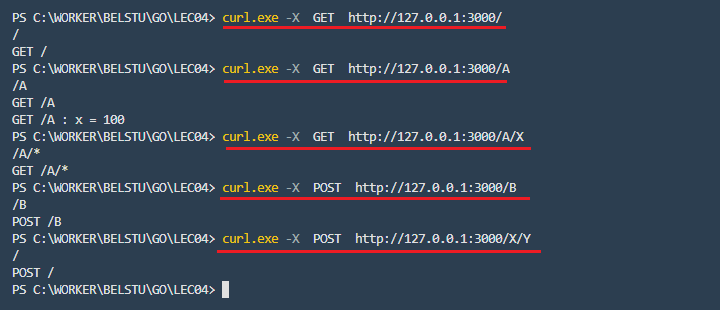 PS C:\WORKER\BELSTU\GO\LEC04> curl.exe -X  GET  http://127.0.0.1:3000/
/
GET /
PS C:\WORKER\BELSTU\GO\LEC04> curl.exe -X  GET  http://127.0.0.1:3000/A
/A
GET /A
GET /A : x = 100
PS C:\WORKER\BELSTU\GO\LEC04> curl.exe -X  GET  http://127.0.0.1:3000/A/X
/A/*
GET /A/*
PS C:\WORKER\BELSTU\GO\LEC04> curl.exe -X  POST  http://127.0.0.1:3000/B
/B
POST /B
PS C:\WORKER\BELSTU\GO\LEC04> curl.exe -X  POST  http://127.0.0.1:3000/X/Y
/
POST /
PS C:\WORKER\BELSTU\GO\LEC04>